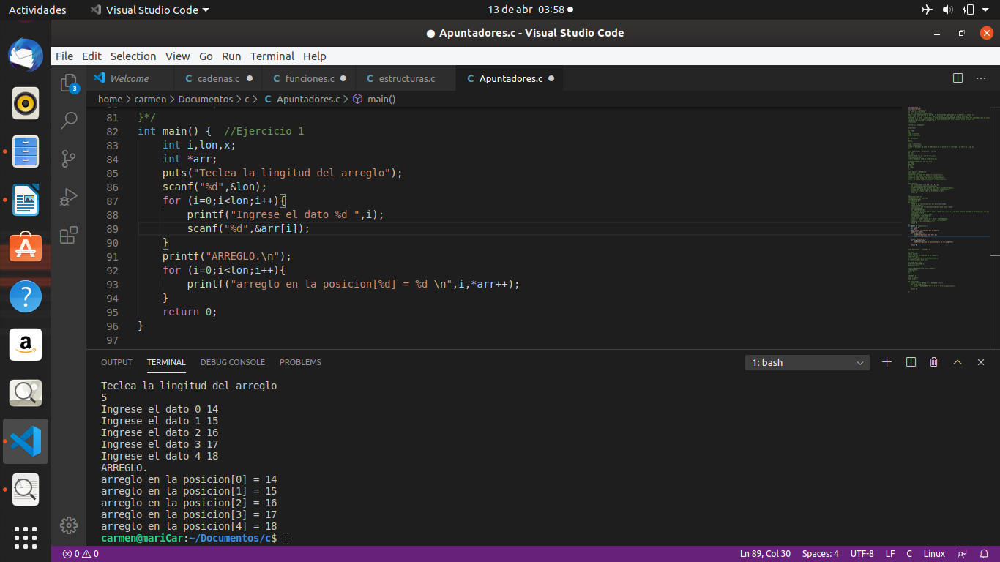 Actividades Visual Studio Code 13 de abr 03:58
Apuntadores.c - Visual Studio Code
File Edit Selection View Go Run Terminal Help
Welcome cadenas.c funciones.c estructuras.c Apuntadores.c
home > carmen > Documentos > c > C Apuntadores.c > main()
3
81 }*/
82 int main() { //Ejercicio 1
83 int i,lon,x;
84 int *arr;
85 puts("Teclea la lingitud del arreglo");
86 scanf("%d",&lon);
87 for (i=0;i<lon;i++){
88 printf("Ingrese el dato %d ",i);
89 scanf("%d",&arr[i]);
90 }
91 printf("ARREGLO.\n");
92 for (i=0;i<lon;i++){
93 printf("arreglo en la posicion[%d] = %d \n",i,*arr++);
94 }
95 return 0;
96 }
97
OUTPUT TERMINAL DEBUG CONSOLE PROBLEMS 1: bash
Teclea la lingitud del arreglo
5
Ingrese el dato 0 14
Ingrese el dato 1 15
Ingrese el dato 2 16
Ingrese el dato 3 17
Ingrese el dato 4 18
ARREGLO.
arreglo en la posicion[0] = 14
arreglo en la posicion[1] = 15
arreglo en la posicion[2] = 16
arreglo en la posicion[3] = 17
arreglo en la posicion[4] = 18
carmen@mariCar:~/Documentos/c$
0 0 Ln 89, Col 30 Spaces: 4 UTF-8 LF C Linux